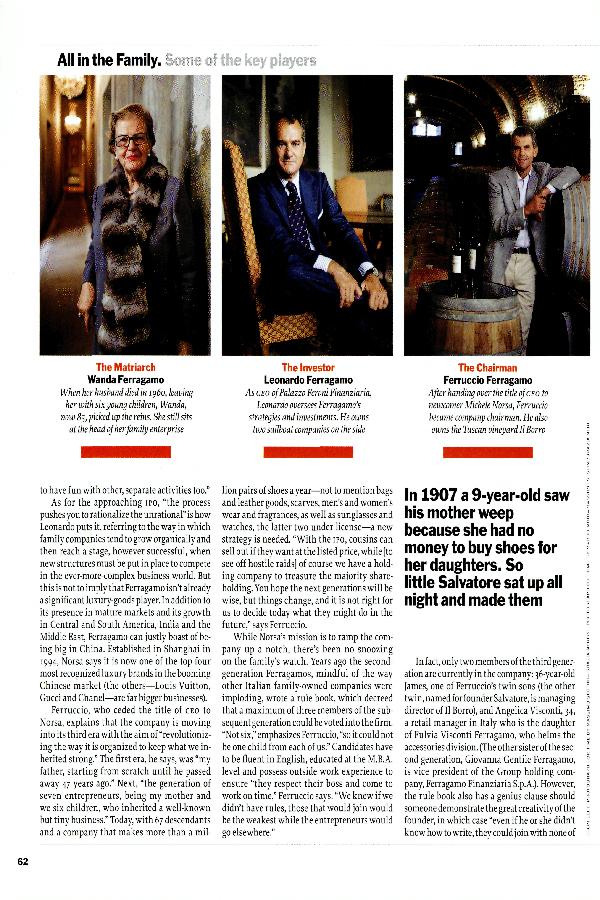 All in the Family. Some of the key players
The Matriarch
Wanda Ferragamo
When her husband died in 1960, leaving
her with six young children, Wanda,
now 87, picked up the reins. She still sits
at the head of her family enterprise
The Investor
Leonardo Ferragamo
As CEO of Palazzo Feroni Finanziaria,
Leonardo oversees Ferragamo's
strategies and investments. He owns
two sailboat companies on the side
The Chairman
Ferruccio Ferragamo
After handing over the title of CEO to
newcomer Michele Norsa, Ferruccio
became company chairman. He also
owns the Tuscan vineyard Il Borro
to have fun with other, separate activities too."
As for the approaching IPO, "the process
pushes you to rationalize the unrational" is how
Leonardo puts it, referring to the way in which
family companies tend to grow organically and
then reach a stage, however successful, when
new structures must be put in place to compete
in the ever-more complex business world. But
this is not to imply that Ferragamo isn't already
a significant luxury-goods player. In addition to
its presence in mature markets and its growth
in Central and South America, India and the
Middle East, Ferragamo can justly boast of be-
ing big in China. Established in Shanghai in
1994, Norsa says it is now one of the top four
most recognized luxury brands in the booming
Chinese market (the others—Louis Vuitton,
Gucci and Chanel—are far bigger businesses).
Ferruccio, who ceded the title of CEO to
Norsa, explains that the company is moving
into its third era with the aim of "revolutioniz-
ing the way it is organized to keep what we in-
herited strong." The first era, he says, was "my
father, starting from scratch until he passed
away 47 years ago." Next, "the generation of
seven entrepreneurs, being my mother and
we six children, who inherited a well-known
but tiny business." Today, with 67 descendants
and a company that makes more than a mil-
lion pairs of shoes a year—not to mention bags
and leather goods, scarves, men's and women's
wear and fragrances, as well as sunglasses and
watches, the latter two under license—a new
strategy is needed. "With the IPO, cousins can
sell out if they want at the listed price, while [to
see off hostile raids] of course we have a hold-
ing company to treasure the majority share-
holding. You hope the next generations will be
wise, but things change, and it is not right for
us to decide today what they might do in the
future," says Ferruccio.
While Norsa's mission is to ramp the com-
pany up a notch, there's been no snoozing
on the family's watch. Years ago the second-
generation Ferragamos, mindful of the way
other Italian family-owned companies were
imploding, wrote a rule book, which decreed
that a maximum of three members of the sub-
sequent generation could be voted into the firm.
"Not six," emphasizes Ferruccio, "so it could not
be one child from each of us." Candidates have
to be fluent in English, educated at the M.B.A.
level and possess outside work experience to
ensure "they respect their boss and come to
work on time," Ferruccio says. "We knew if we
didn't have rules, those that would join would
be the weakest while the entrepreneurs would
go elsewhere."
In 1907 a 9-year-old saw
his mother weep
because she had no
money to buy shoes for
her daughters. So
little Salvatore sat up all
night and made them
In fact, only two members of the third gener-
ation are currently in the company: 36-year-old
James, one of Ferruccio's twin sons (the other
twin, named for founder Salvatore, is managing
director of Il Borro), and Angelica Visconti, 34,
a retail manager in Italy who is the daughter
of Fulvia Visconti Ferragamo, who helms the
accessories division. (The other sister of the sec-
ond generation, Giovanna Gentile Ferragamo,
is vice president of the Group holding com-
pany, Ferragamo Finanziaria S.p.A.). However,
the rule book also has a genius clause should
someone demonstrate the great creativity of the
founder, in which case "even if he or she didn't
know how to write, they could join with none of
62